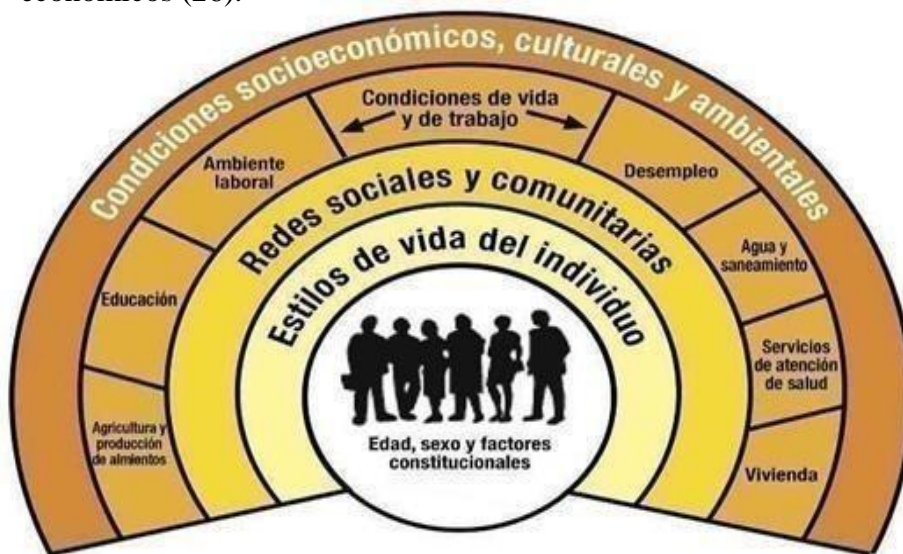 económicos (26).
Condiciones socioeconómicos, culturales y ambientales
Condiciones de vida
y de trabajo
Ambiente
laboral
Desempleo
Redes sociales y comunitarias
Agua y
saneamiento
Estilos de vida del individuo
Educación
Servicios
de atención
de salud
Agricultura y
producción
de almientos
Edad, sexo y factores
constitucionales
Vivienda